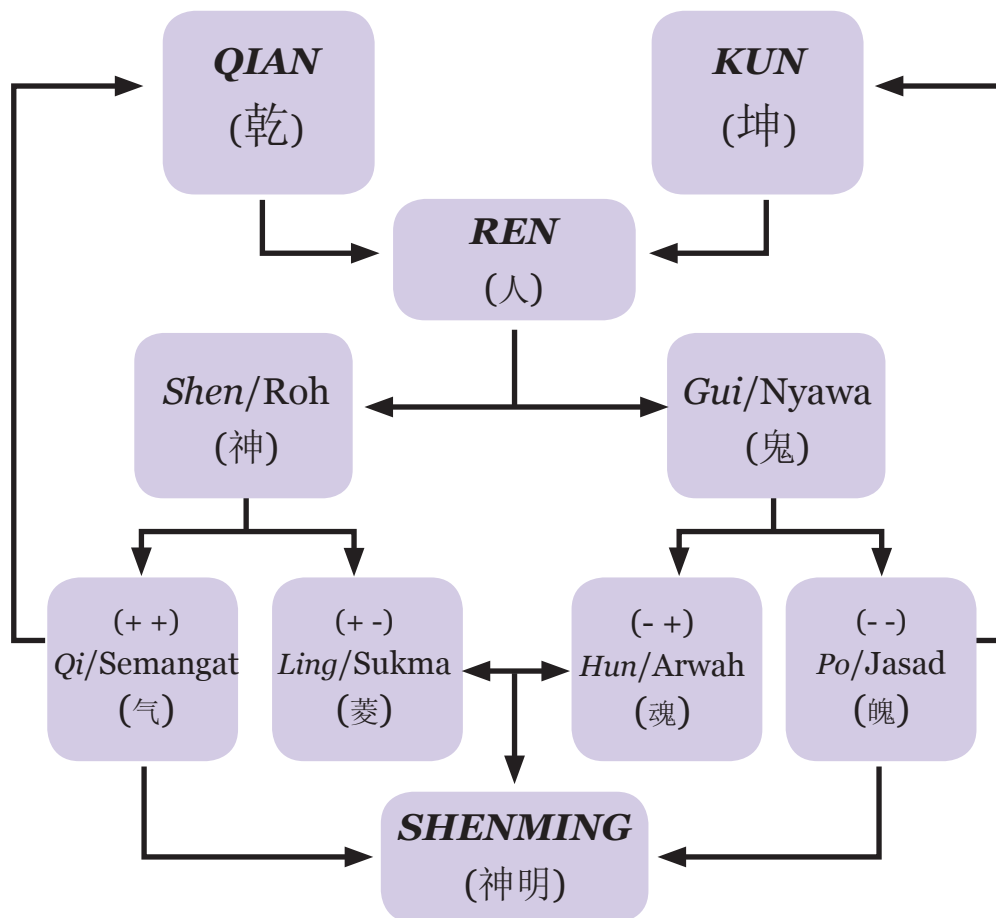 QIAN
(乾)
KUN
(坤)
REN
(人)
Shen/Roh
(神)
Gui/Nyawa
(鬼)
(+ +)
Qi/Semangat
(气)
(+ -)
Ling/Sukma
(菱)
(- +)
Hun/Arwah
(魂)
(- -)
Po/Jasad
(魄)
SHENMING
(神明)